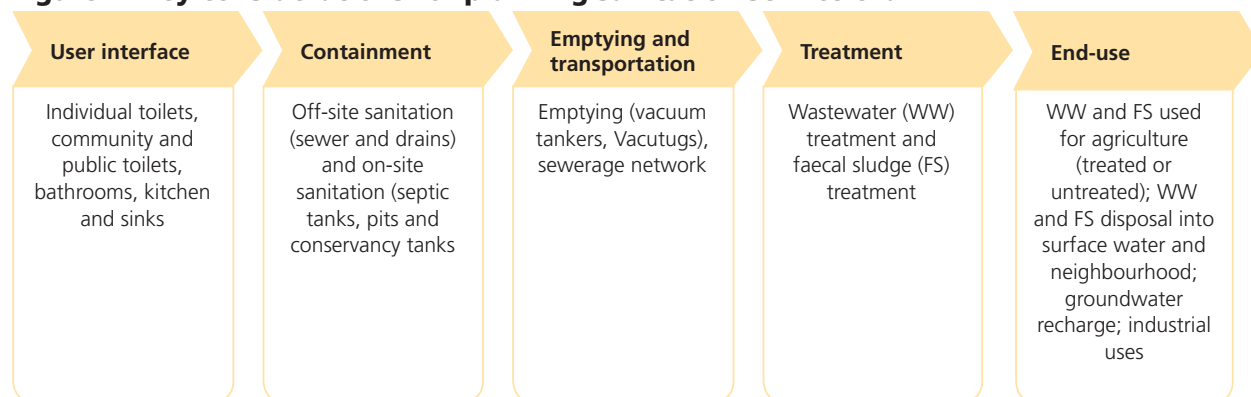 User interface
Individual toilets,
community and
public toilets,
bathrooms, kitchen
and sinks
Containment
Off-site sanitation
(sewer and drains)
and on-site
sanitation (septic
tanks, pits and
conservancy tanks
Emptying and
transportation
Emptying (vacuum
tankers, Vacutugs),
sewerage network
Treatment
Wastewater (WW)
treatment and
faecal sludge (FS)
treatment
End-use
WW and FS used
for agriculture
(treated or
untreated); WW
and FS disposal into
surface water and
neighbourhood;
groundwater
recharge; industrial
uses